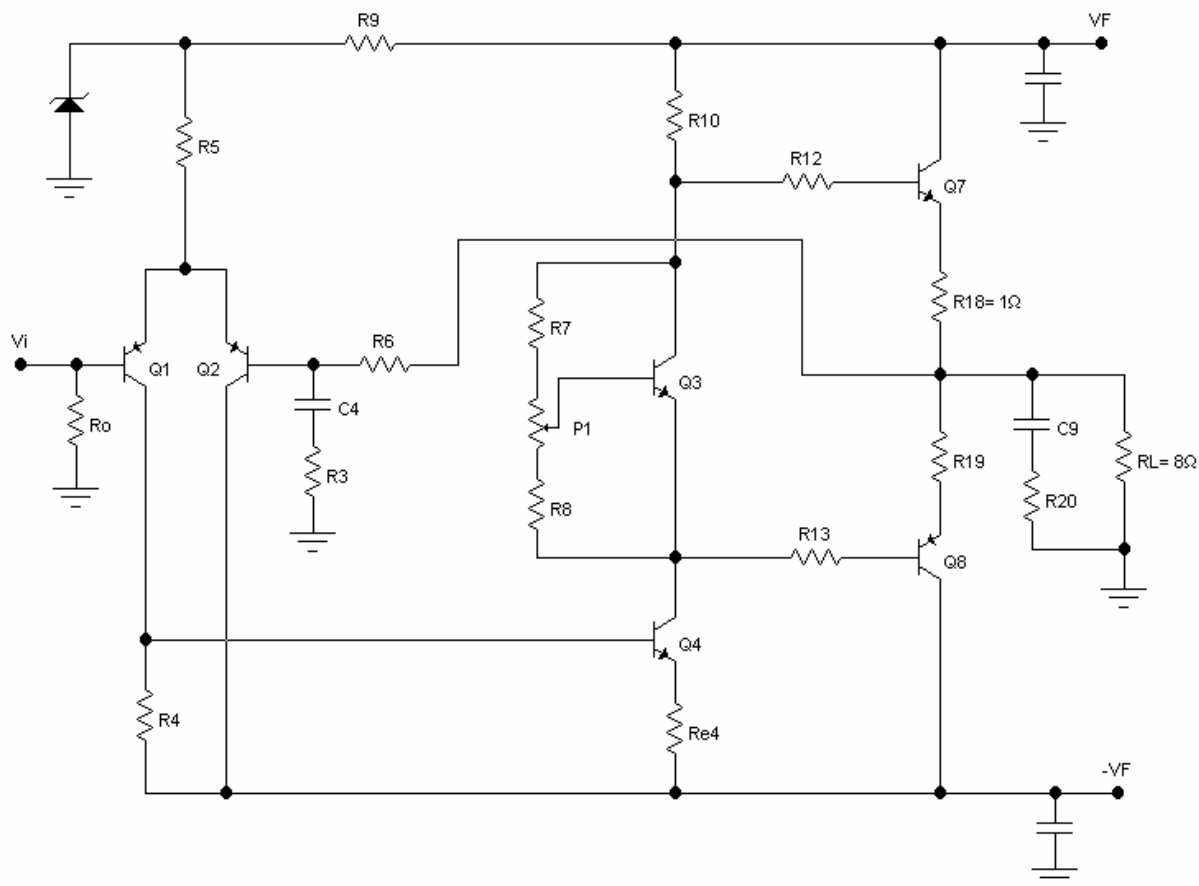 R9
VF
R5
R10
R12
Q7
R18= 1Ω
Vi
R7
R6
Q1
Q2
Q3
Ro
C4
P1
C9
R19
RL= 8Ω
R3
R20
R8
R13
Q8
Q4
R4
Re4
-VF